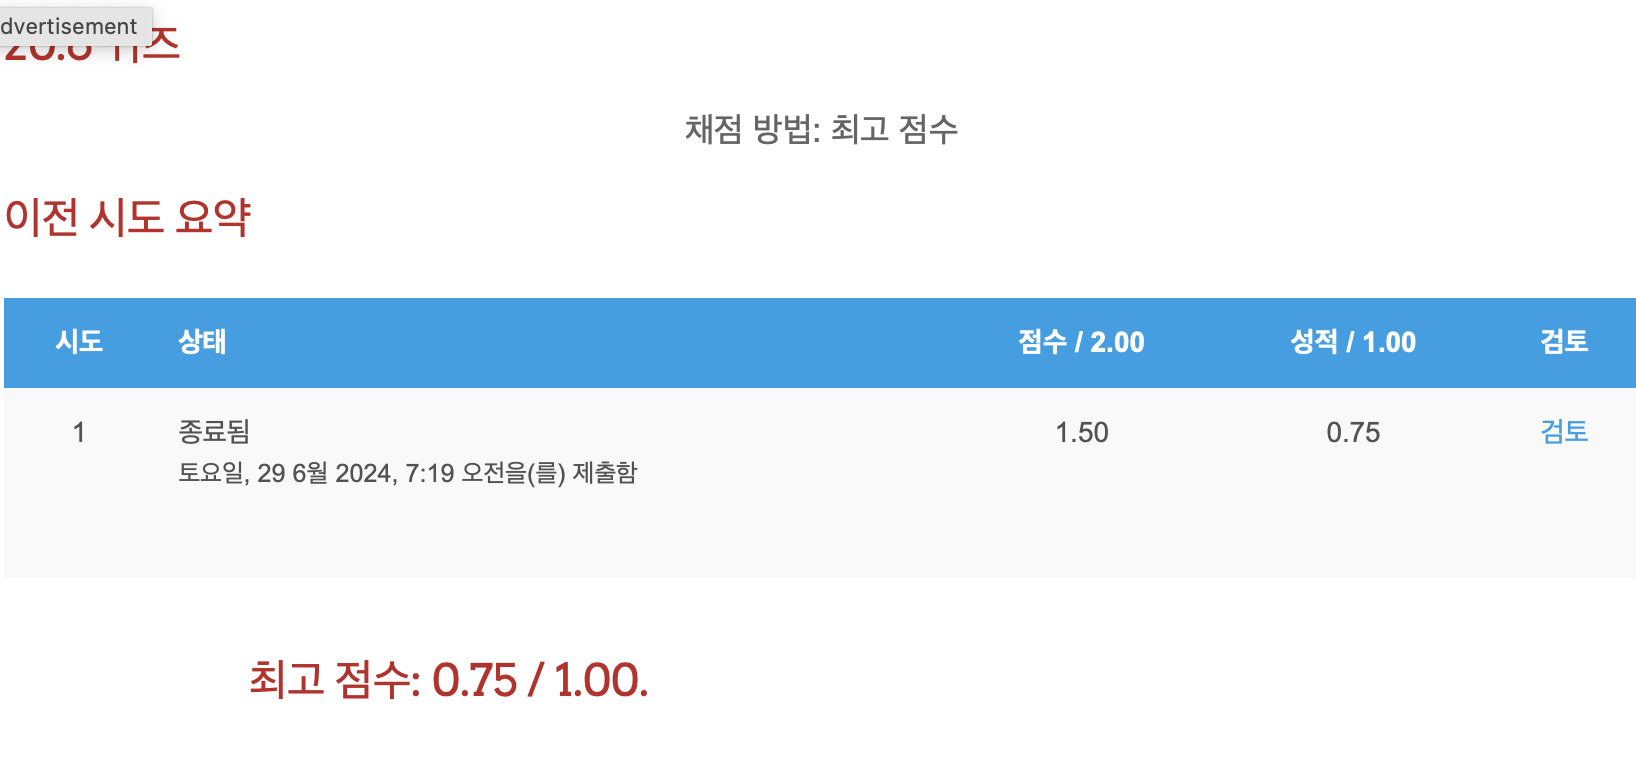 dvertisement
퀴즈
채점 방법: 최고 점수
이전 시도 요약
시도 상태 점수 / 2.00 성적 / 1.00 검토
1 종료됨 1.50 0.75 검토
토요일, 29 6월 2024, 7:19 오전을(를) 제출함
최고 점수: 0.75 / 1.00.